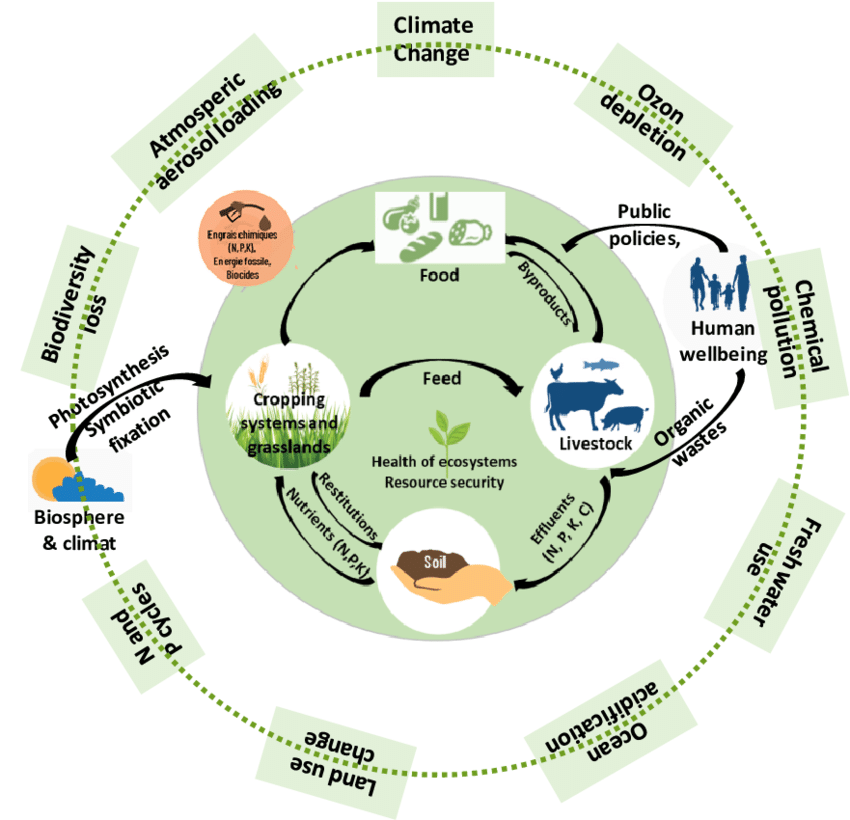 Climate
Change
Atmosperic
aerosol loading
Ozon
depletion
Engrais chimiques
(N,P,K),
Energie fossile,
Biocides
Food
Byproducts
Public
policies,
Human
wellbeing
Chemical
pollution
Biodiversity
loss
Photosynthesis
Symbiotic
fixation
Biosphere
& climat
Cropping
systems and
grasslands
Feed
Livestock
Organic
wastes
Health of ecosystems
Resource security
Restitutions
Nutrients (N,P,K)
Effluents
(N, P, K, C)
Soil
Fresh water
use
N and
P cycles
Ocean
acidification
Land use
change